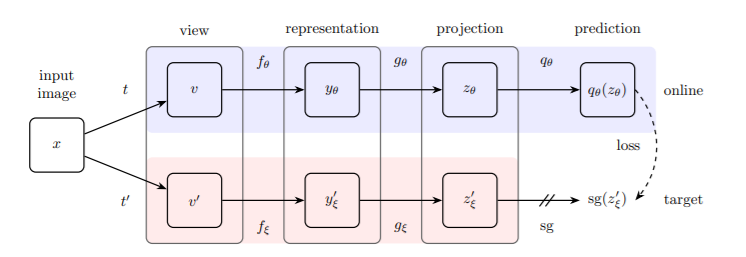 view
representation
projection
prediction
input
image
t
f_θ
g_θ
q_θ
v
y_θ
z_θ
q_θ(z_θ)
online
x
loss
t′
v′
y′_ξ
z′_ξ
sg(z′_ξ)
target
f_ξ
g_ξ
sg